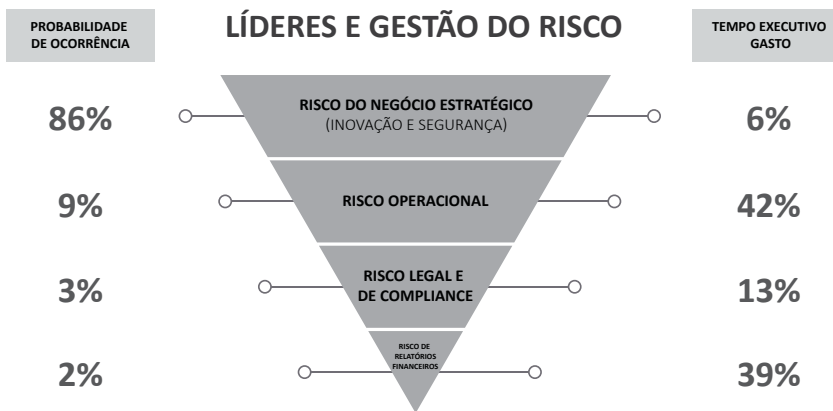 LÍDERES E GESTÃO DO RISCO
PROBABILIDADE
DE OCORRÊNCIA
TEMPO EXECUTIVO
GASTO
86%
RISCO DO NEGÓCIO ESTRATÉGICO
(INOVAÇÃO E SEGURANÇA)
6%
9%
RISCO OPERACIONAL
42%
3%
RISCO LEGAL E
DE COMPLIANCE
13%
2%
RISCO DE
RELATÓRIOS
FINANCEIROS
39%